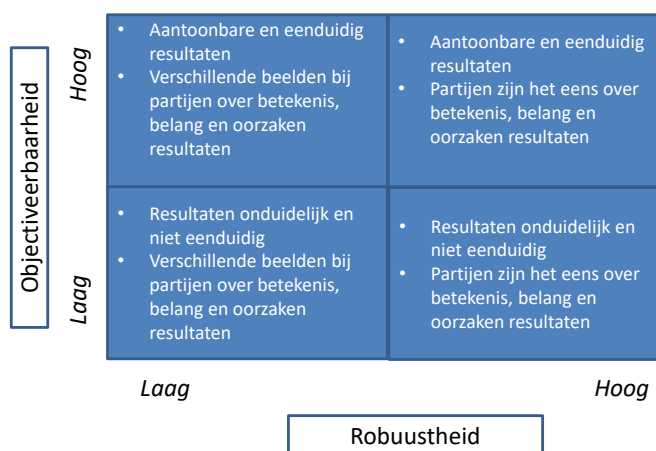 Objectiveerbaarheid
Hoog
• Aantoonbare en eenduidig
resultaten
• Verschillende beelden bij
partijen over betekenis,
belang en oorzaken
resultaten
• Aantoonbare en eenduidig
resultaten
• Partijen zijn het eens over
betekenis, belang en
oorzaken resultaten
Laag
• Resultaten onduidelijk en
niet eenduidig
• Verschillende beelden bij
partijen over betekenis,
belang en oorzaken
resultaten
• Resultaten onduidelijk en
niet eenduidig
• Partijen zijn het eens over
betekenis, belang en
oorzaken resultaten
Laag
Hoog
Robuustheid